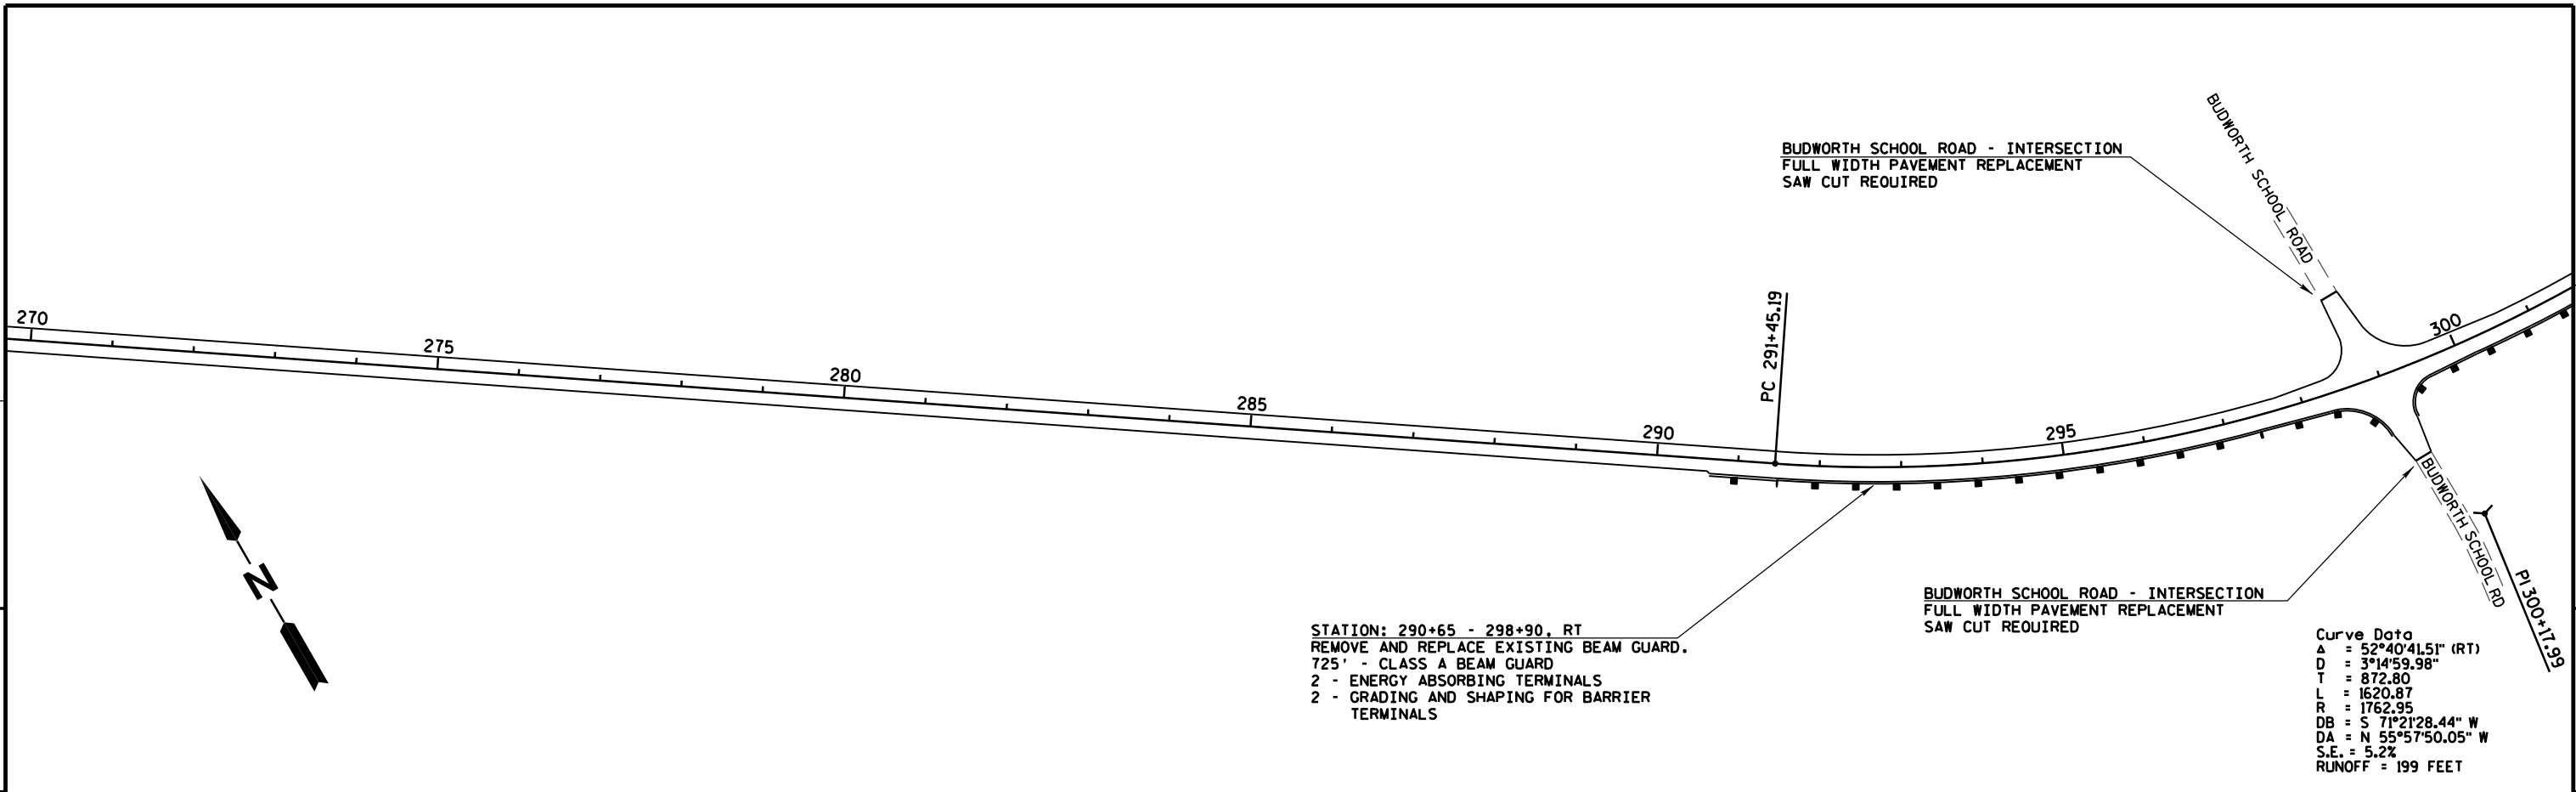 BUDWORTH SCHOOL ROAD
BUDWORTH SCHOOL ROAD - INTERSECTION
FULL WIDTH PAVEMENT REPLACEMENT
SAW CUT REQUIRED
270
275
280
285
290
PC 291+45.19
295
300
N
BUDWORTH SCHOOL RD
PI 300+17.99
STATION: 290+65 - 298+90, RT
REMOVE AND REPLACE EXISTING BEAM GUARD.
725' - CLASS A BEAM GUARD
2 - ENERGY ABSORBING TERMINALS
2 - GRADING AND SHAPING FOR BARRIER
TERMINALS
BUDWORTH SCHOOL ROAD - INTERSECTION
FULL WIDTH PAVEMENT REPLACEMENT
SAW CUT REQUIRED
Curve Data
Δ = 52°40'41.51" (RT)
D = 3°14'59.98"
T = 872.80
L = 1620.87
R = 1762.95
DB = S 71°21'28.44" W
DA = N 55°57'50.05" W
S.E. = 5.2%
RUNOFF = 199 FEET